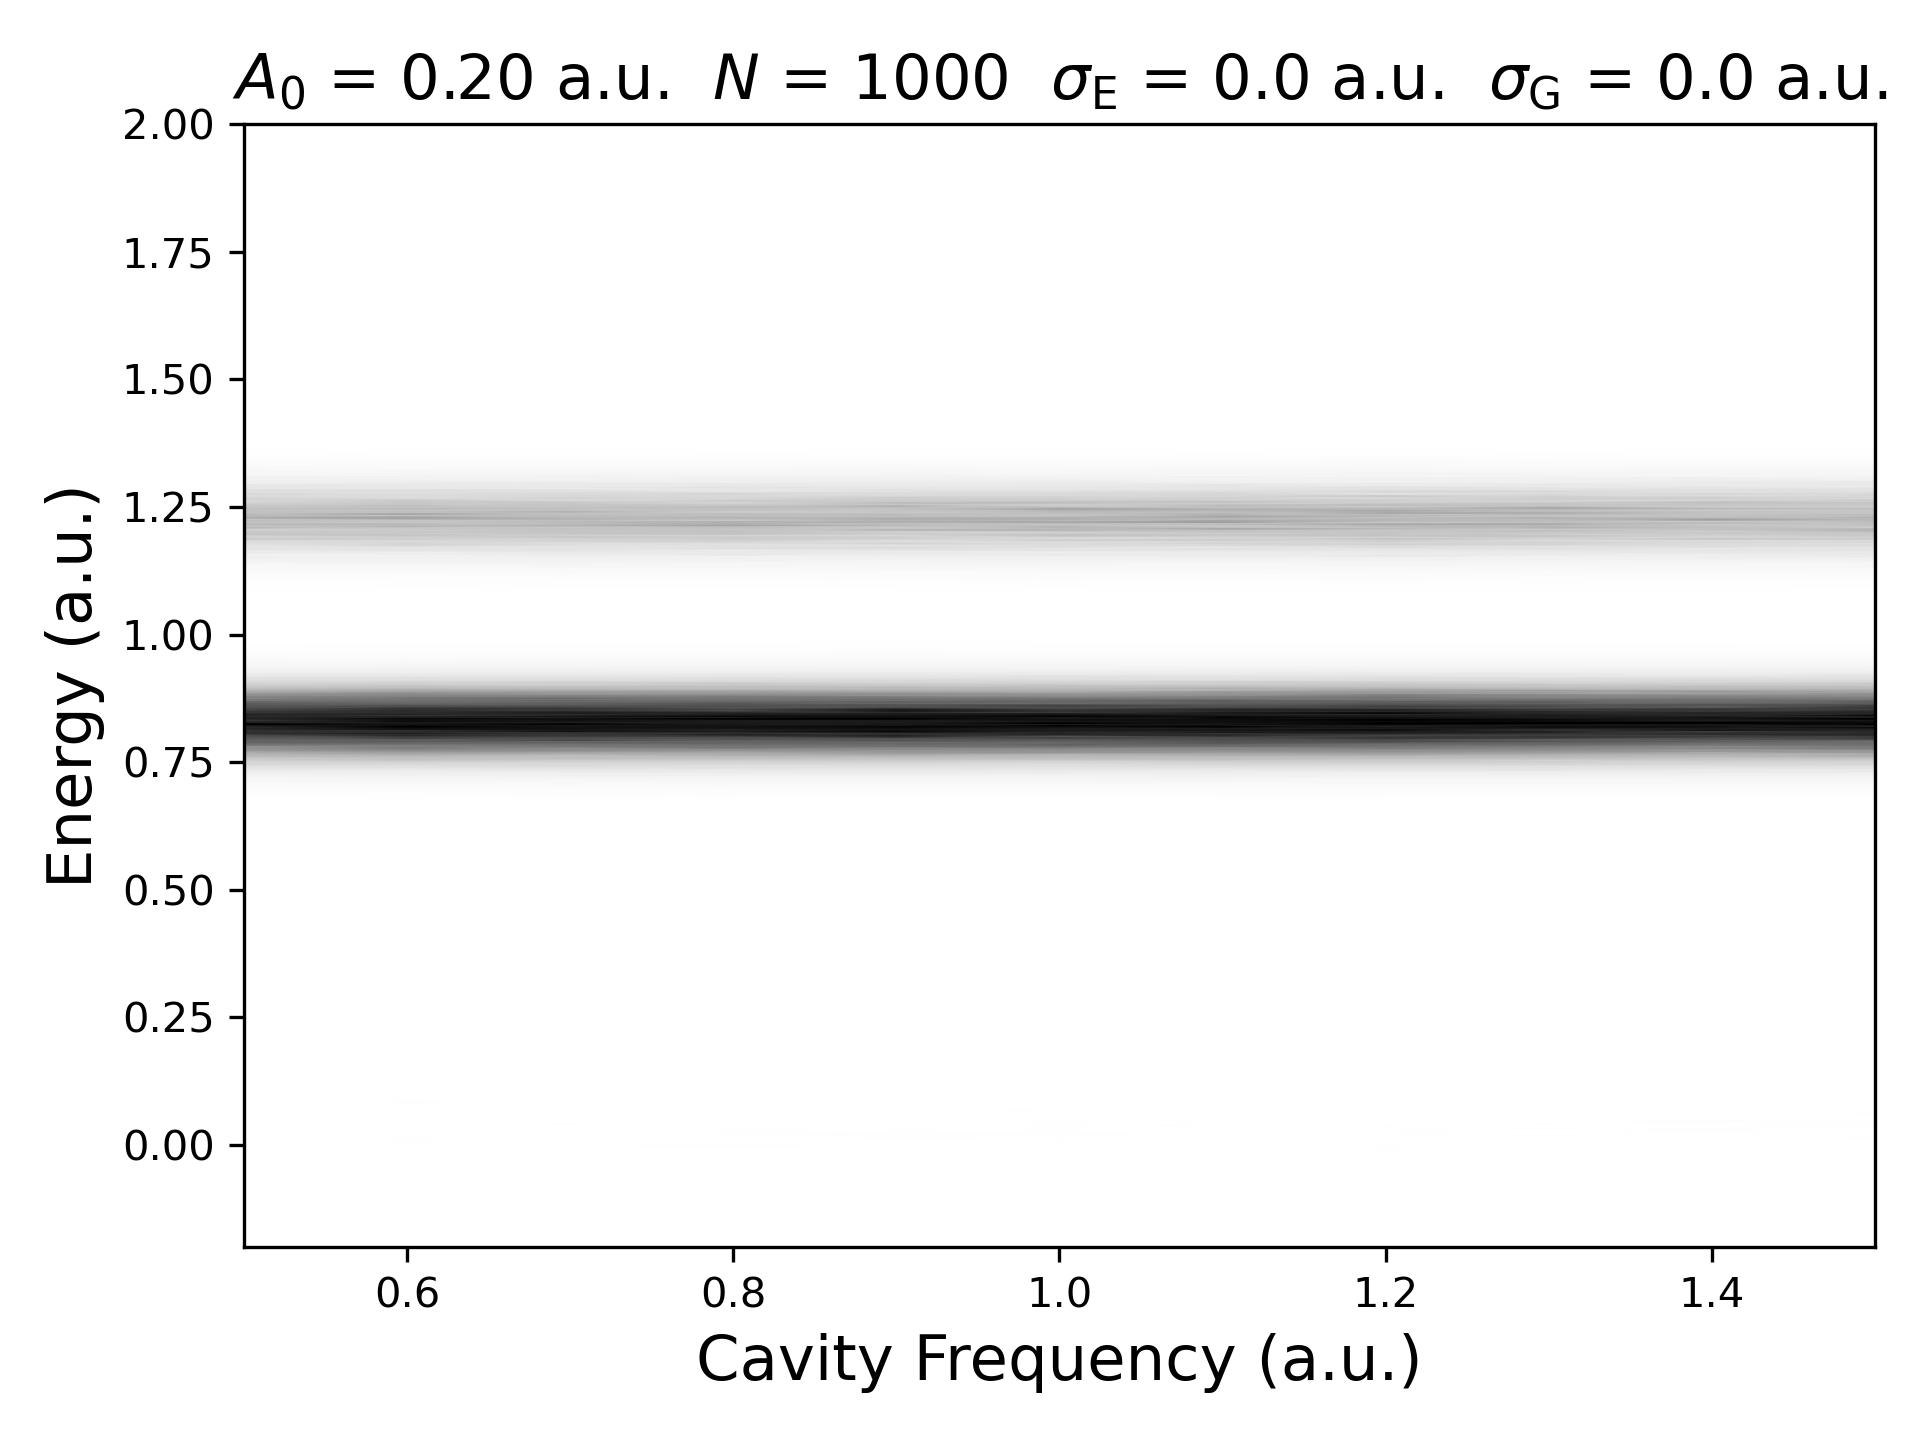 A₀ = 0.20 a.u. N = 1000 σE = 0.0 a.u. σG = 0.0 a.u.
2.00
1.75
1.50
1.25
1.00
0.75
0.50
0.25
0.00
Energy (a.u.)
0.6 0.8 1.0 1.2 1.4
Cavity Frequency (a.u.)